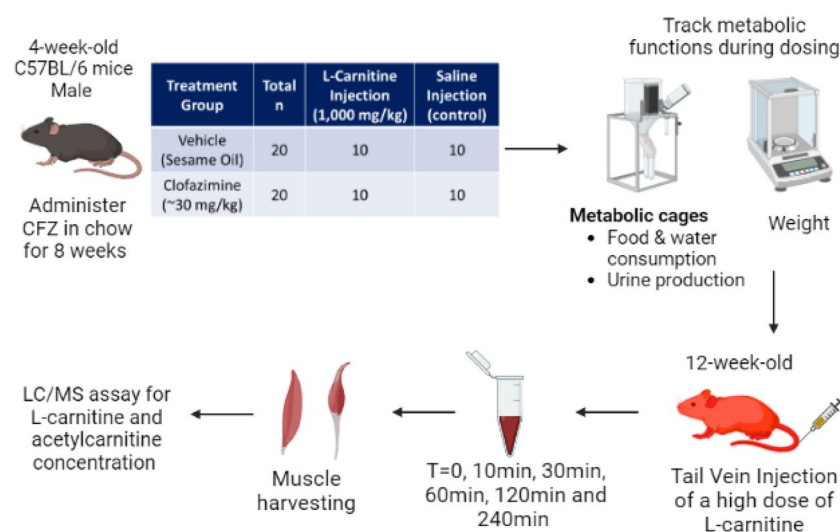 4-week-old
C57BL/6 mice
Male
Administer
CFZ in chow
for 8 weeks
Treatment Group Total n L-Carnitine Injection (1,000 mg/kg) Saline Injection (control)
Vehicle (Sesame Oil) 20 10 10
Clofazimine (~30 mg/kg) 20 10 10
Track metabolic
functions during dosing
Metabolic cages
• Food & water
consumption
• Urine production
Weight
12-week-old
Tail Vein Injection
of a high dose of
L-carnitine
T=0, 10min, 30min,
60min, 120min and
240min
Muscle
harvesting
LC/MS assay for
L-carnitine and
acetylcarnitine
concentration